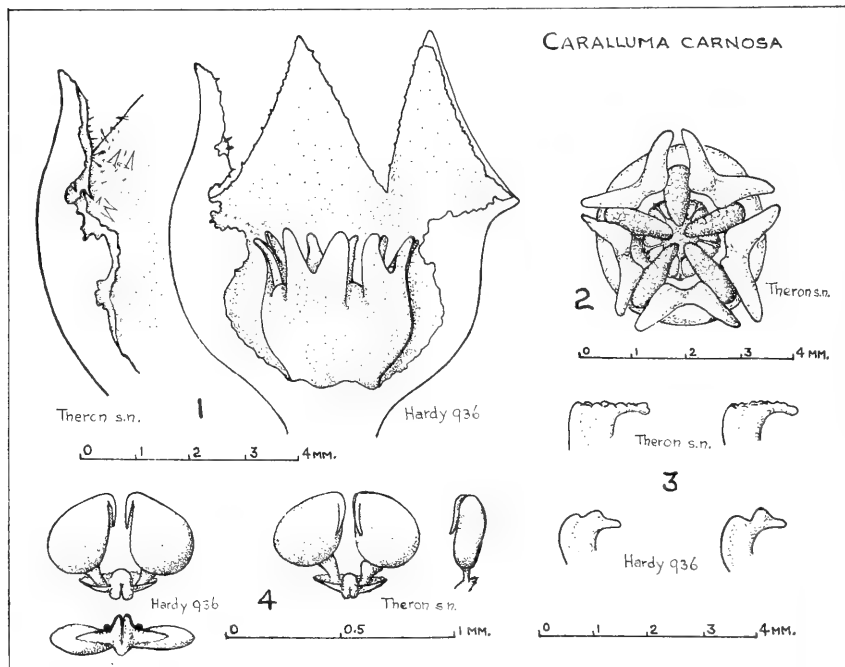 CARALLUMA CARNOSA
Theron s.n.
1
Hardy 936
0 1 2 3 4 MM.
2
Theron s.n.
0 1 2 3 4 MM.
Theron s.n.
3
Hardy 936
0 1 2 3 4 MM.
Hardy 936
4
Theron s.n.
0 0.5 1 MM.